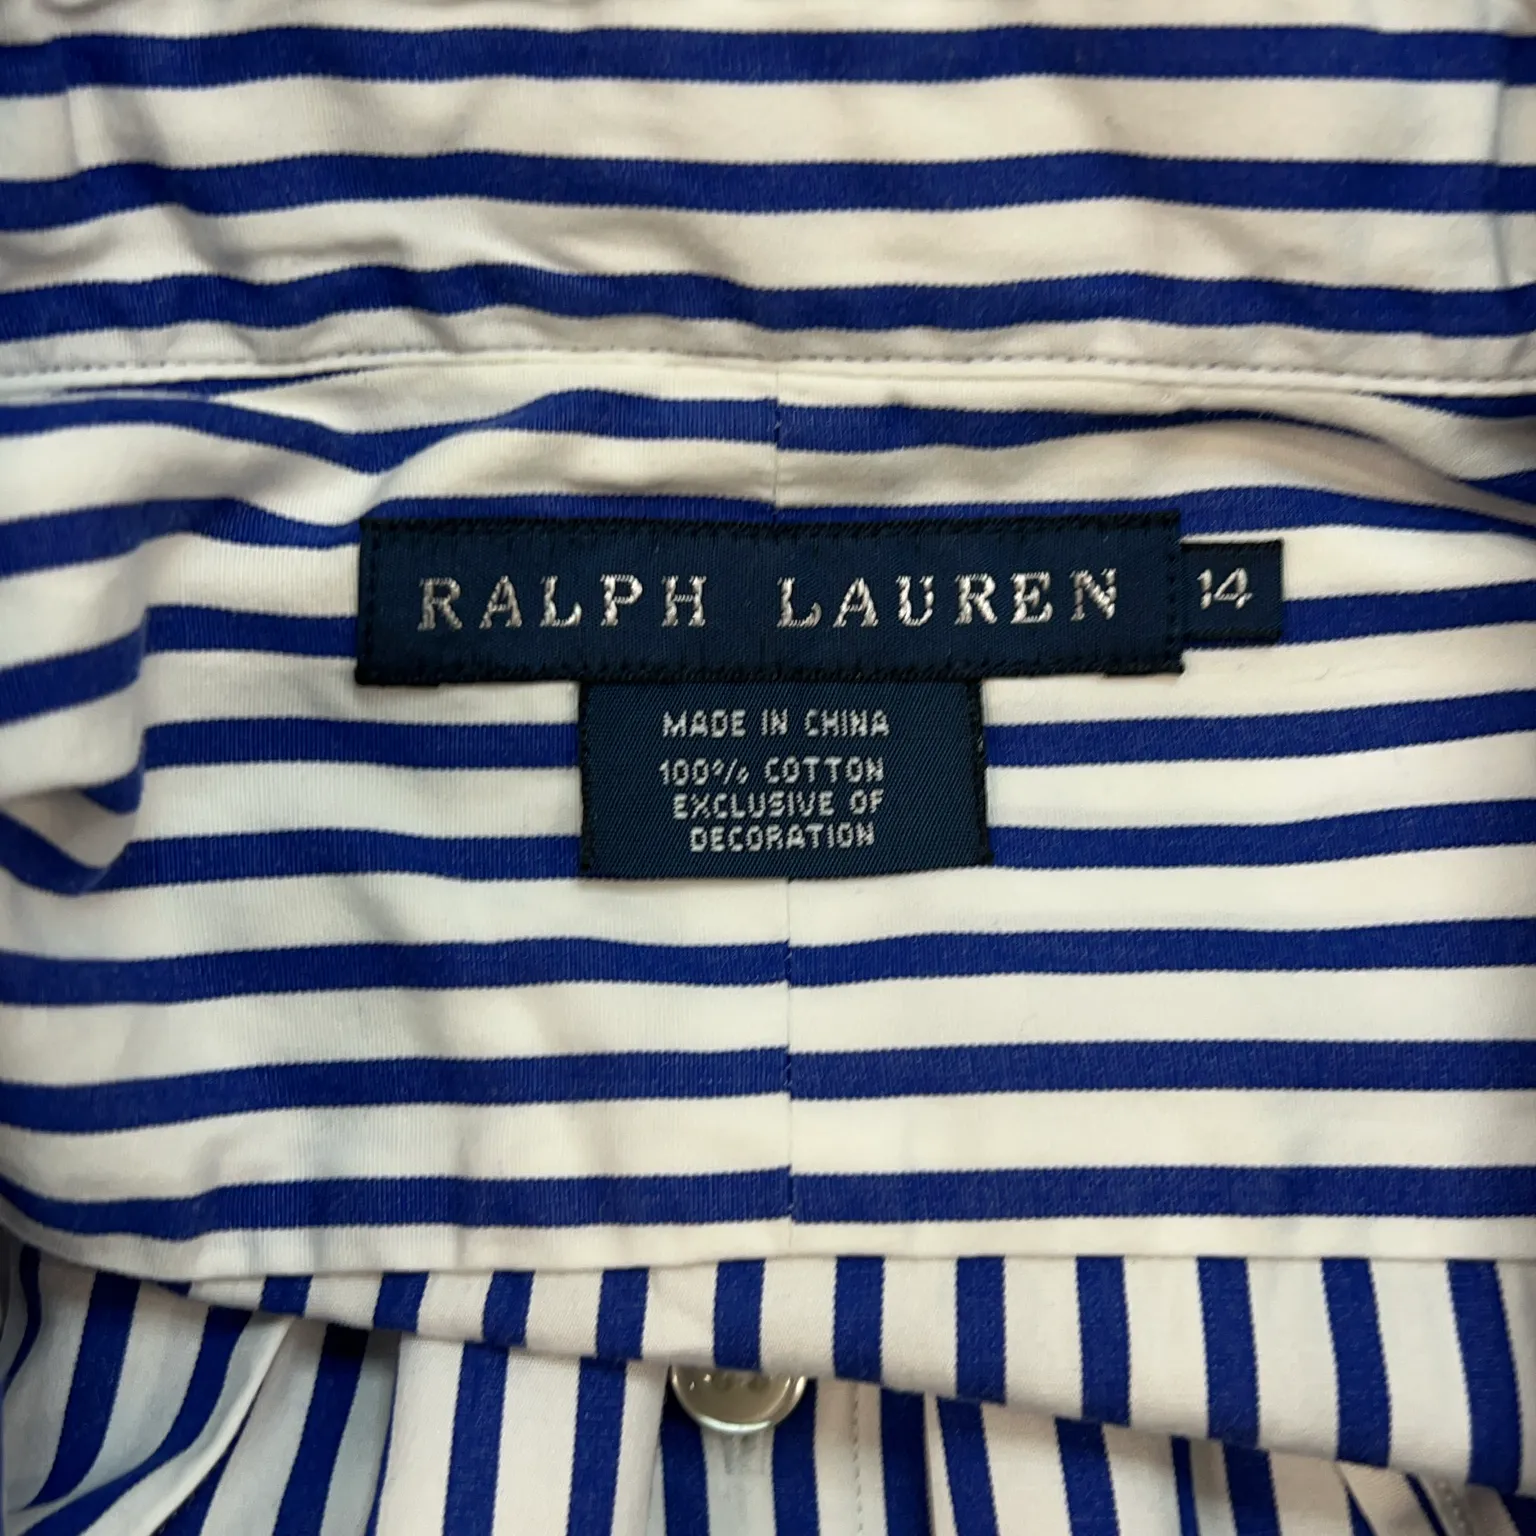 RALPH LAUREN 14
MADE IN CHINA
100% COTTON
EXCLUSIVE OF
DECORATION